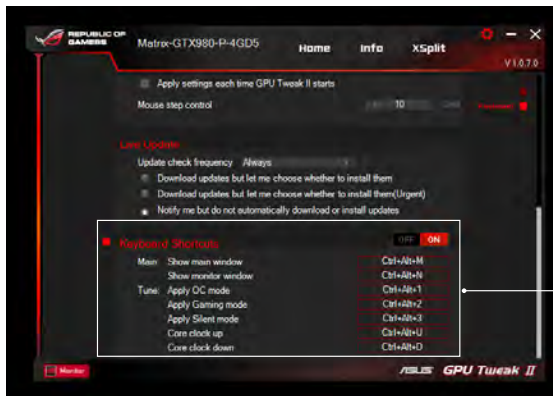 REPUBLIC OF
GAMERS
Matrix-GTX980-P-4GD5
Home
Info
XSplit
V 1.0.7.0
Apply settings each time GPU Tweak II starts
Mouse step control
10
Live Update
Update check frequency Always
Download updates but let me choose whether to install them
Download updates but let me choose whether to install them(Urgent)
Notify me but do not automatically download or install updates
Keyboard Shortcuts OFF ON
Main: Show main window Ctrl+Alt+M
Show monitor window Ctrl+Alt+N
Tune: Apply OC mode Ctrl+Alt+1
Apply Gaming mode Ctrl+Alt+2
Apply Silent mode Ctrl+Alt+3
Core clock up Ctrl+Alt+U
Core clock down Ctrl+Alt+D
Monitor
ASUS GPU Tweak II